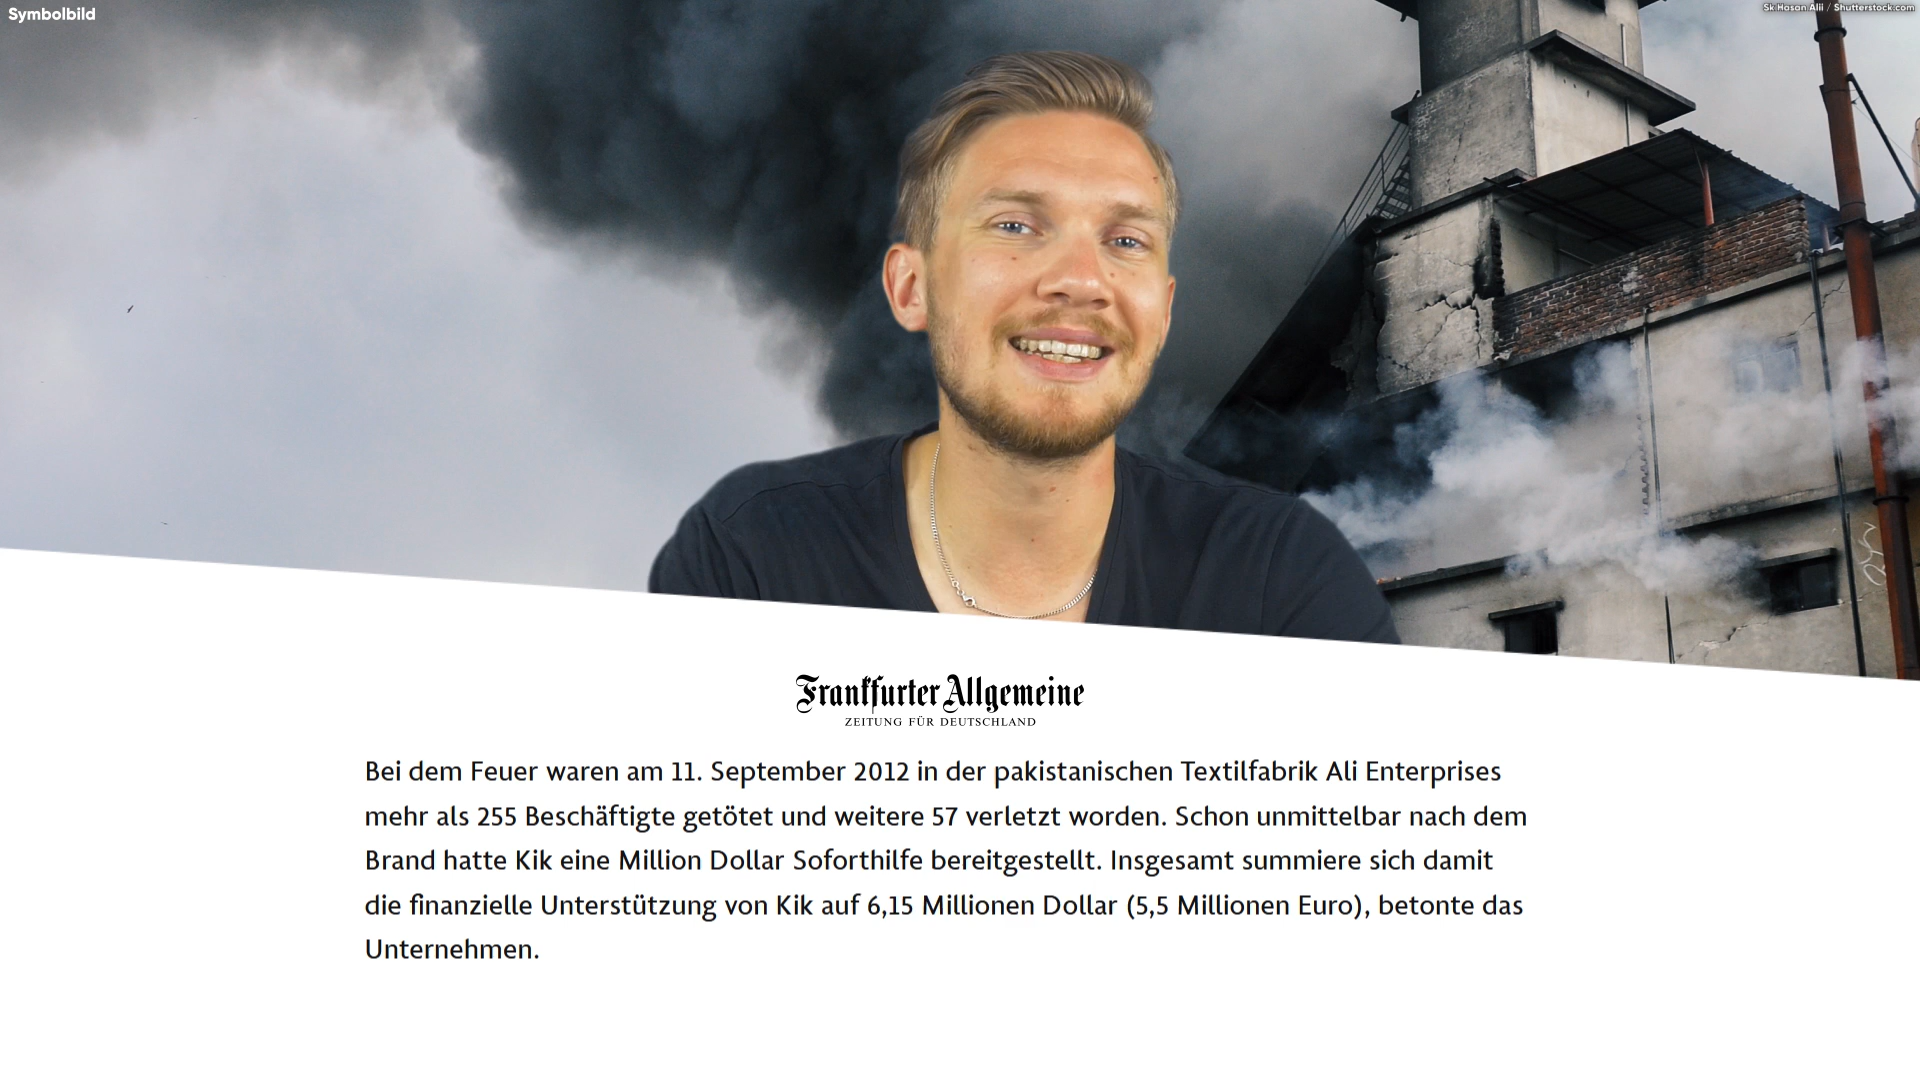 Symbolbild
Sk Hasan Alii / Shutterstock.com
Frankfurter Allgemeine
ZEITUNG FÜR DEUTSCHLAND
Bei dem Feuer waren am 11. September 2012 in der pakistanischen Textilfabrik Ali Enterprises
mehr als 255 Beschäftigte getötet und weitere 57 verletzt worden. Schon unmittelbar nach dem
Brand hatte Kik eine Million Dollar Soforthilfe bereitgestellt. Insgesamt summiere sich damit
die finanzielle Unterstützung von Kik auf 6,15 Millionen Dollar (5,5 Millionen Euro), betonte das
Unternehmen.